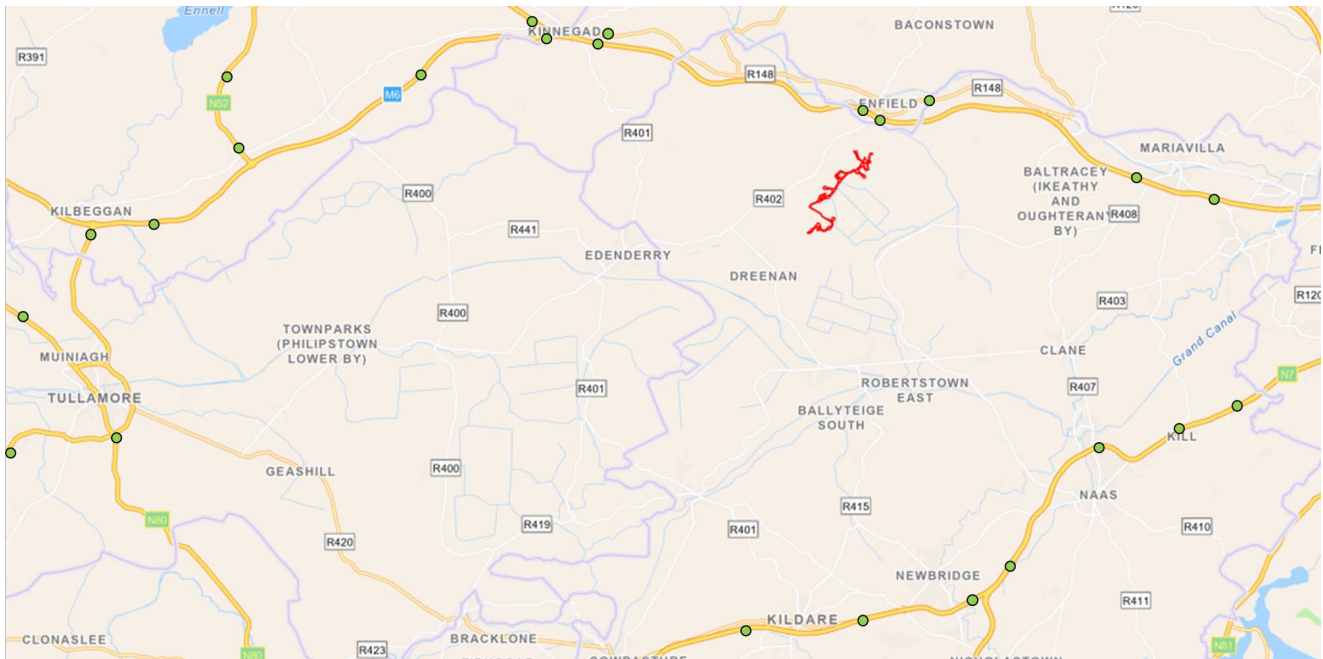 Ennell
R391
KINNEGAD
BACONSTOWN
N52
M6
R148
R148
ENFIELD
R401
MARIAVILLA
R400
BALTRACEY
(IKEATHY
AND
OUGHTERANY
BY)
R402
R408
KILBEGGAN
R441
EDENDERRY
DREENAN
R403
R120
R400
TOWNPARKS
(PHILIPSTOWN
LOWER BY)
Grand Canal
MUINIAGH
CLANE
N7
TULLAMORE
R401
R407
ROBERTSTOWN
EAST
BALLYTEIGE
SOUTH
KILL
GEASHILL
R400
NAAS
N80
R419
R401
R415
R410
R420
NEWBRIDGE
R411
KILDARE
CLONASLEE
BRACKLONE
N81
R423
N80